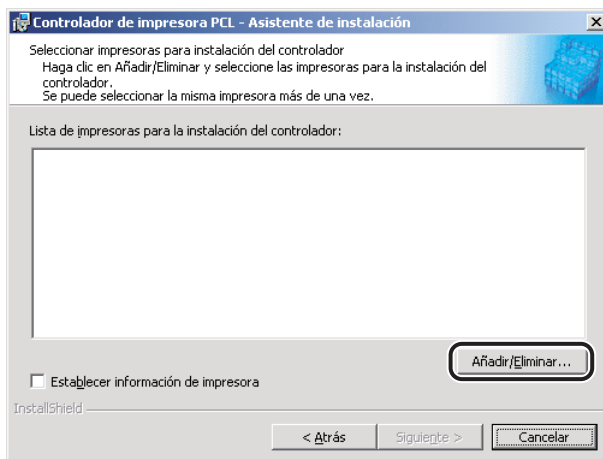 Controlador de impresora PCL - Asistente de instalación
Seleccionar impresoras para instalación del controlador
Haga clic en Añadir/Eliminar y seleccione las impresoras para la instalación del
controlador.
Se puede seleccionar la misma impresora más de una vez.
Lista de impresoras para la instalación del controlador:
Añadir/Eliminar...
Establecer información de impresora
InstallShield
< Atrás
Siguiente >
Cancelar